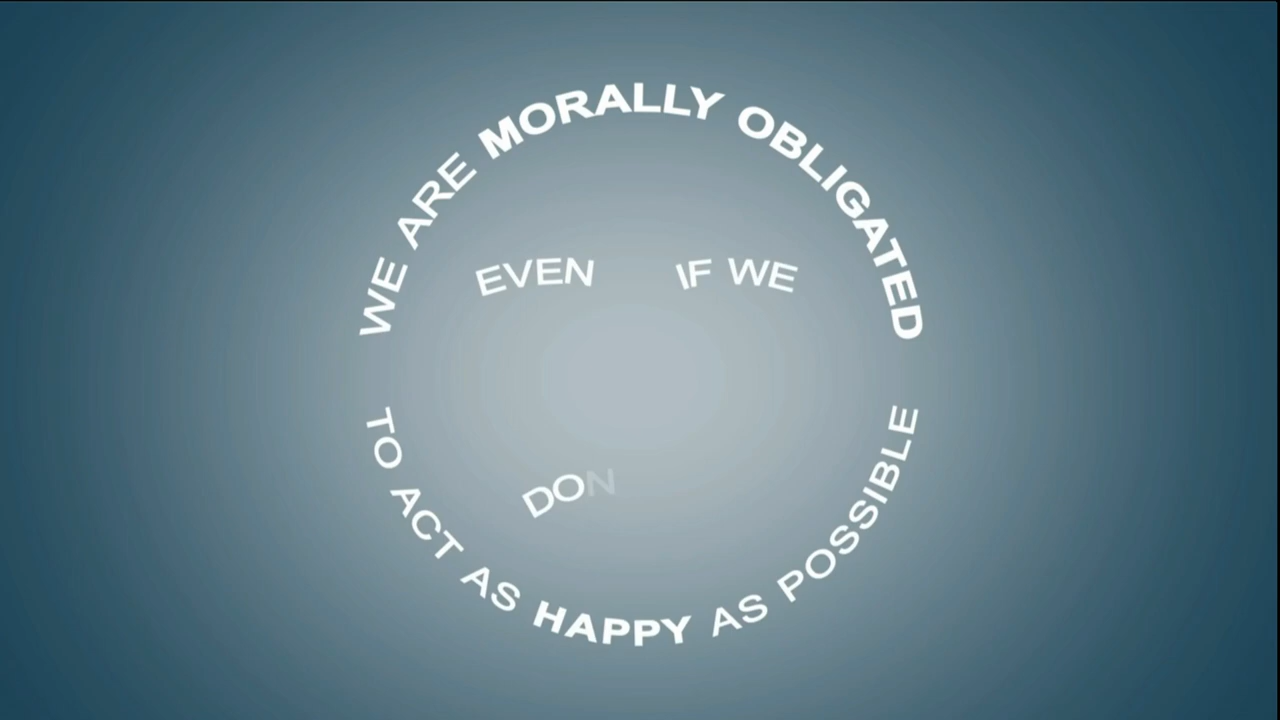 WE ARE MORALLY OBLIGATED
EVEN IF WE
DON
TO ACT AS HAPPY AS POSSIBLE